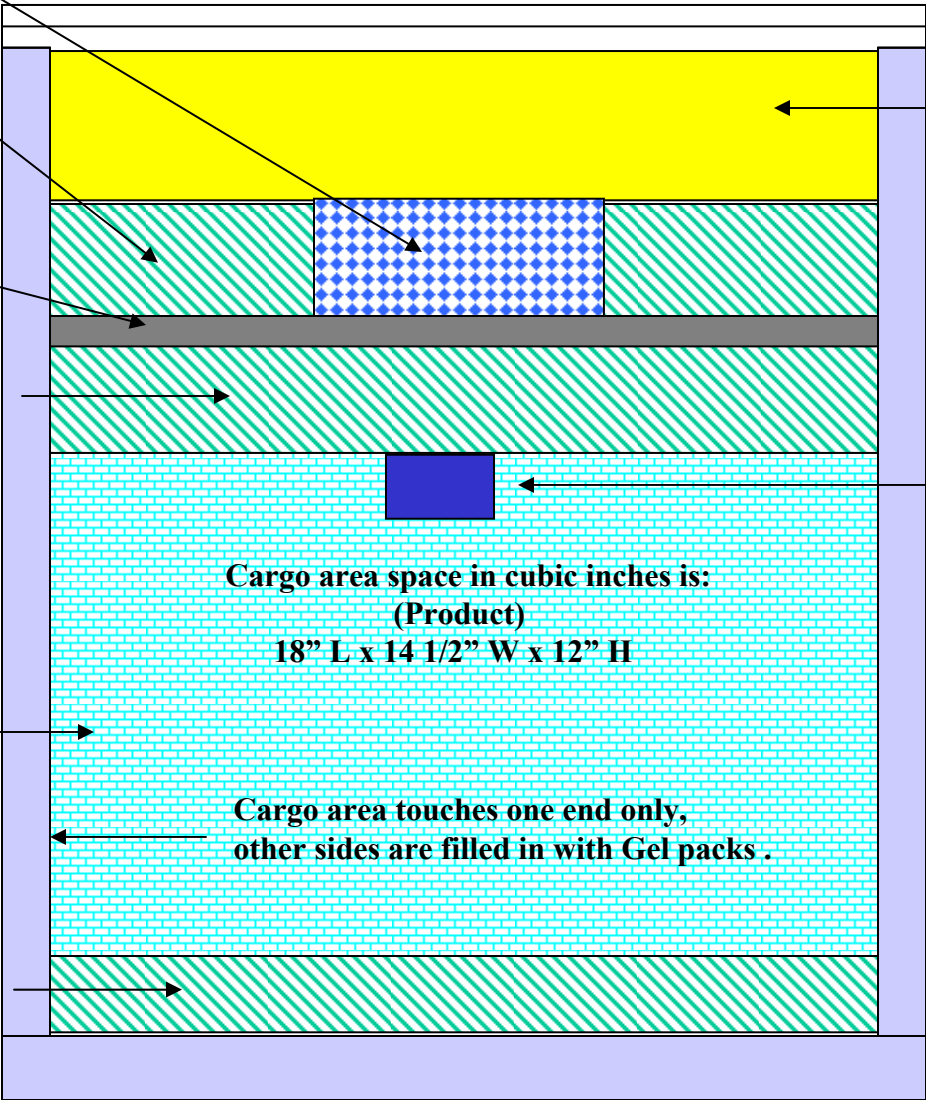 Cargo area space in cubic inches is:
(Product)
18” L x 14 1/2” W x 12” H
Cargo area touches one end only,
other sides are filled in with Gel packs .